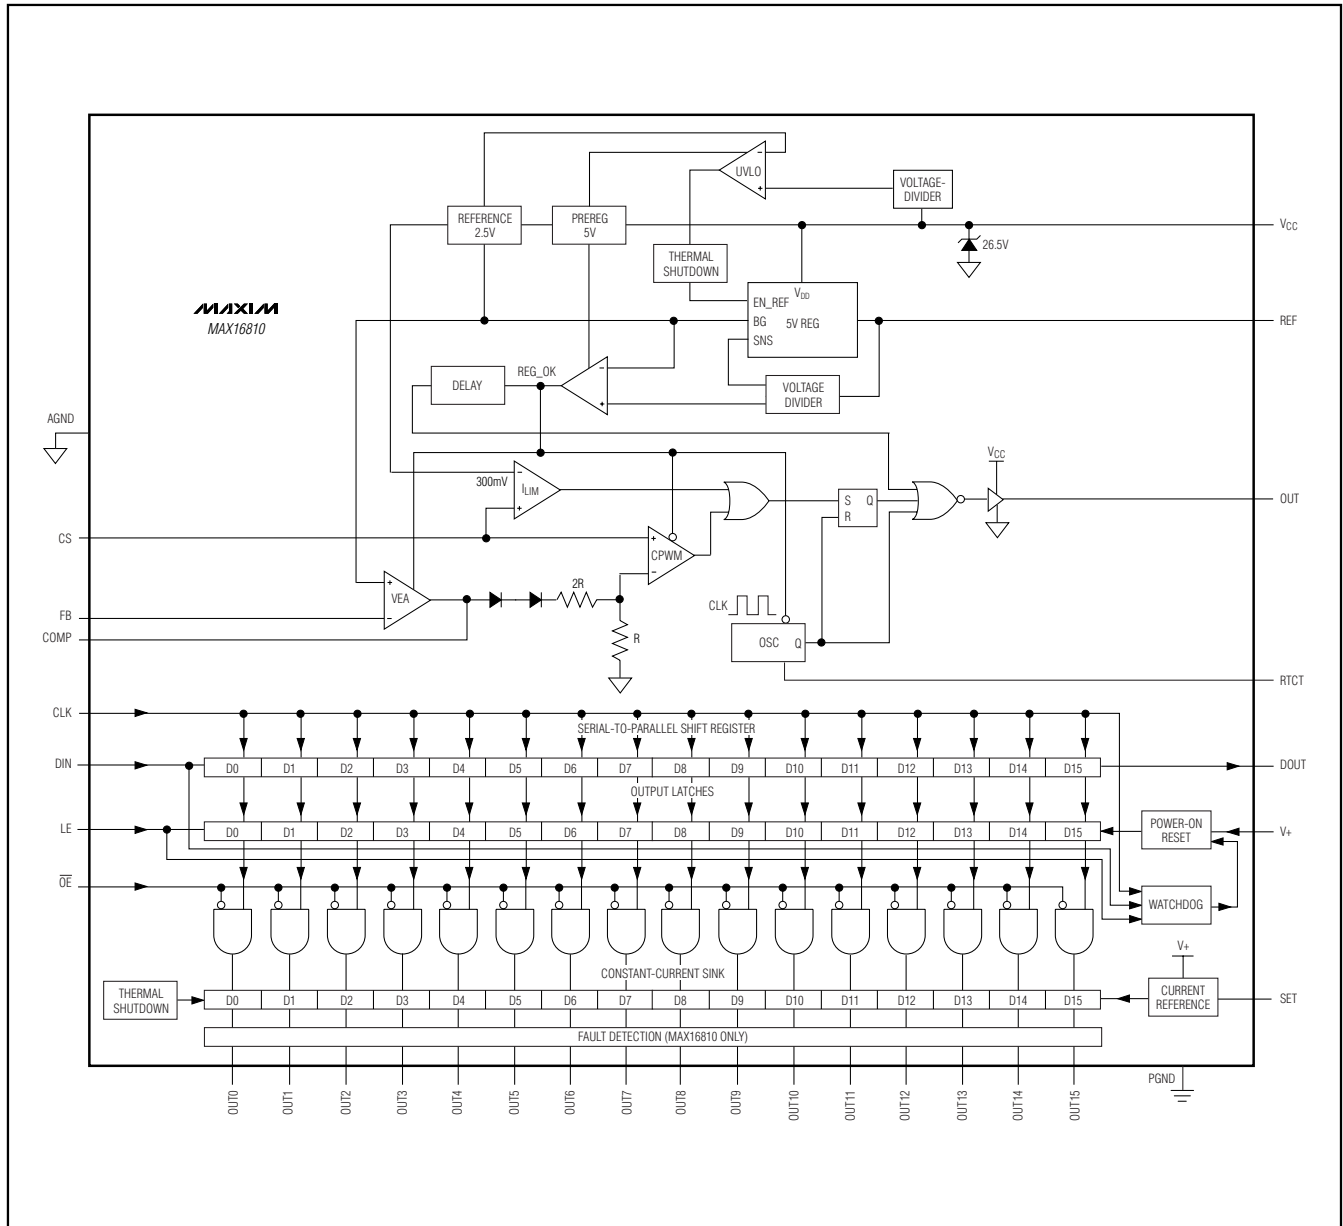 UVLO
VOLTAGE-
DIVIDER
REFERENCE
2.5V
PREREG
5V
VCC
26.5V
THERMAL
SHUTDOWN
MAXIM
MAX16810
VDD
EN_REF
BG
5V REG
SNS
REF
REG_OK
DELAY
VOLTAGE
DIVIDER
AGND
VCC
300mV
ILIM
S Q
R
OUT
CS
CPWM
2R
VEA
CLK
FB
COMP
R
OSC Q
RTCT
CLK
SERIAL-TO-PARALLEL SHIFT REGISTER
DIN
D0 D1 D2 D3 D4 D5 D6 D7 D8 D9 D10 D11 D12 D13 D14 D15
DOUT
OUTPUT LATCHES
LE
D0 D1 D2 D3 D4 D5 D6 D7 D8 D9 D10 D11 D12 D13 D14 D15
POWER-ON
RESET
V+
OE
WATCHDOG
V+
CONSTANT-CURRENT SINK
THERMAL
SHUTDOWN
D0 D1 D2 D3 D4 D5 D6 D7 D8 D9 D10 D11 D12 D13 D14 D15
CURRENT
REFERENCE
SET
FAULT DETECTION (MAX16810 ONLY)
PGND
OUT0 OUT1 OUT2 OUT3 OUT4 OUT5 OUT6 OUT7 OUT8 OUT9 OUT10 OUT11 OUT12 OUT13 OUT14 OUT15